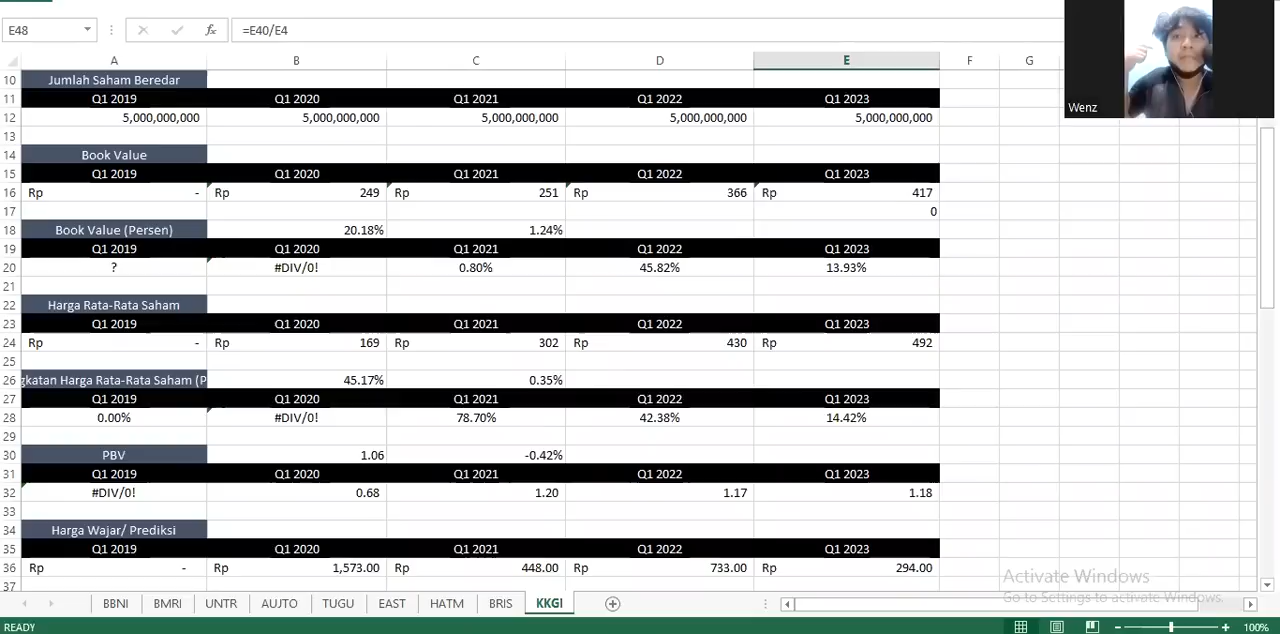 E48 fx =E40/E4
Wenz
A B C D E F G
10 Jumlah Saham Beredar
11 Q1 2019 Q1 2020 Q1 2021 Q1 2022 Q1 2023
12 5,000,000,000 5,000,000,000 5,000,000,000 5,000,000,000 5,000,000,000
13
14 Book Value
15 Q1 2019 Q1 2020 Q1 2021 Q1 2022 Q1 2023
16 Rp - Rp 249 Rp 251 Rp 366 Rp 417
17 0
18 Book Value (Persen) 20.18% 1.24%
19 Q1 2019 Q1 2020 Q1 2021 Q1 2022 Q1 2023
20 ? #DIV/0! 0.80% 45.82% 13.93%
21
22 Harga Rata-Rata Saham
23 Q1 2019 Q1 2020 Q1 2021 Q1 2022 Q1 2023
24 Rp - Rp 169 Rp 302 Rp 430 Rp 492
25
26 gkatan Harga Rata-Rata Saham (P 45.17% 0.35%
27 Q1 2019 Q1 2020 Q1 2021 Q1 2022 Q1 2023
28 0.00% #DIV/0! 78.70% 42.38% 14.42%
29
30 PBV 1.06 -0.42%
31 Q1 2019 Q1 2020 Q1 2021 Q1 2022 Q1 2023
32 #DIV/0! 0.68 1.20 1.17 1.18
33
34 Harga Wajar/ Prediksi
35 Q1 2019 Q1 2020 Q1 2021 Q1 2022 Q1 2023
36 Rp - Rp 1,573.00 Rp 448.00 Rp 733.00 Rp 294.00
37
Activate Windows
Go to Settings to activate Windows.
BBNI BMRI UNTR AUTO TUGU EAST HATM BRIS KKGI
READY 100%